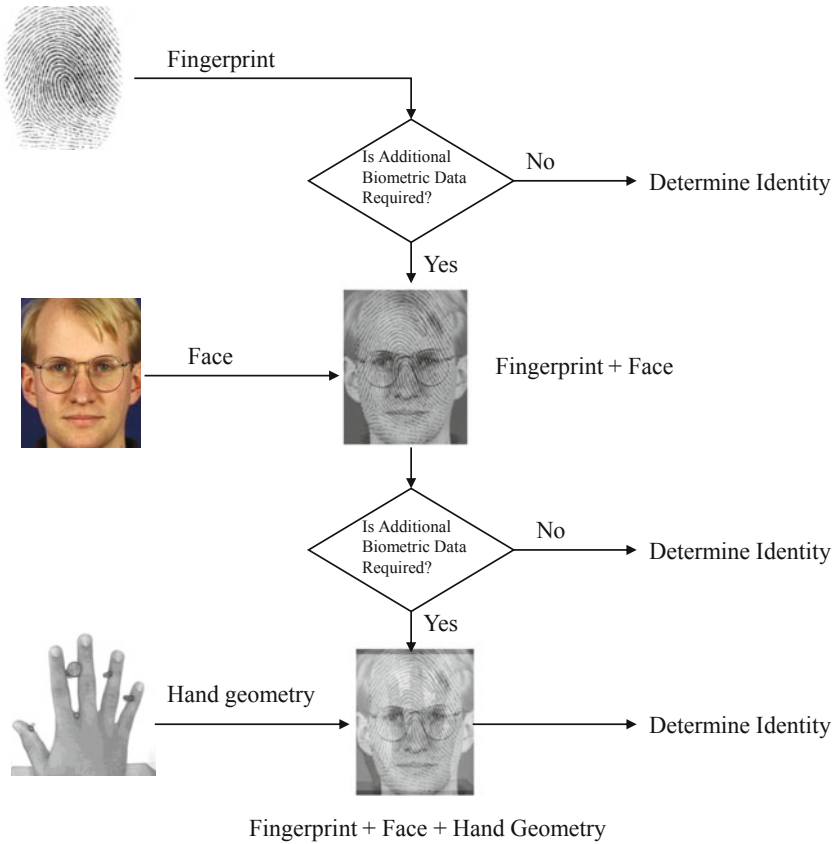 Fingerprint
Is Additional
Biometric Data
Required?
No
Determine Identity
Yes
Face
Fingerprint + Face
Is Additional
Biometric Data
Required?
No
Determine Identity
Yes
Hand geometry
Determine Identity
Fingerprint + Face + Hand Geometry